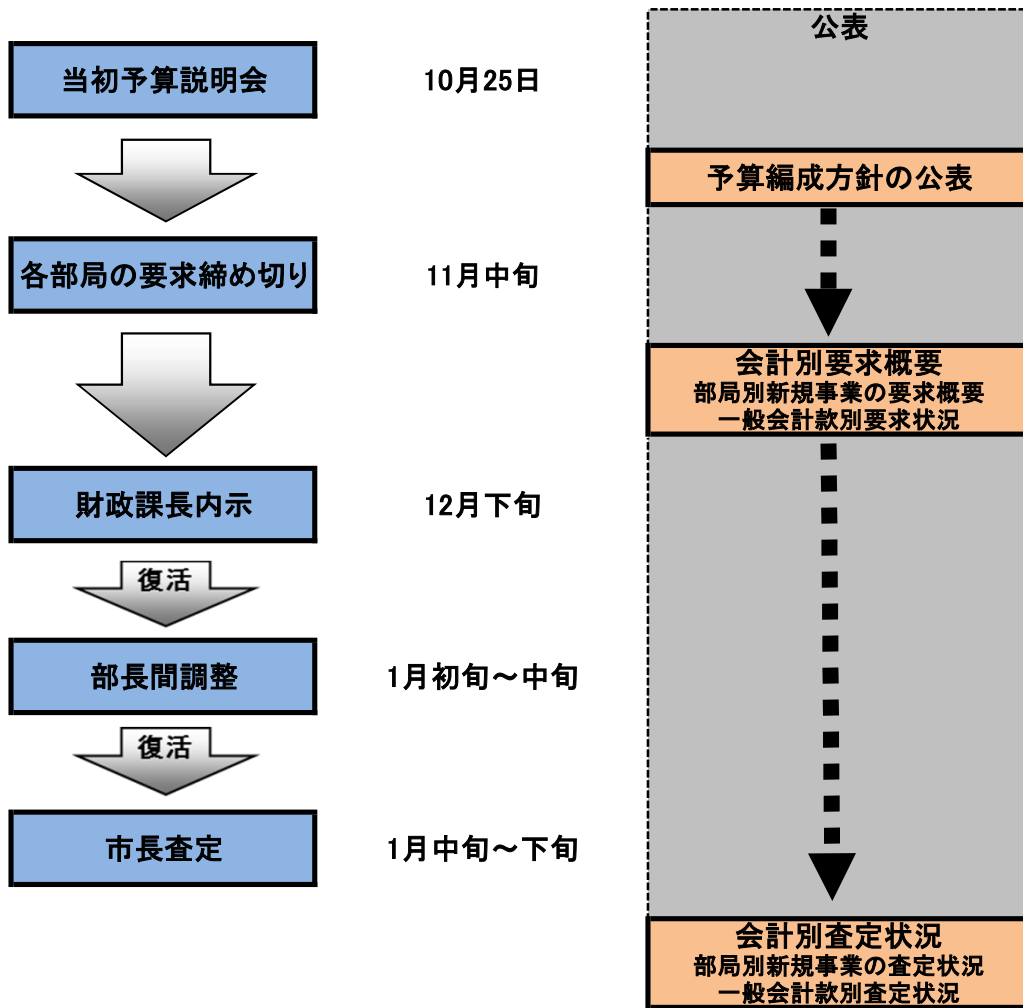 公表
当初予算説明会
10月25日
予算編成方針の公表
各部局の要求締め切り
11月中旬
会計別要求概要
部局別新規事業の要求概要
一般会計款別要求状況
財政課長内示
12月下旬
復活
部長間調整
1月初旬～中旬
復活
市長査定
1月中旬～下旬
会計別査定状況
部局別新規事業の査定状況
一般会計款別査定状況